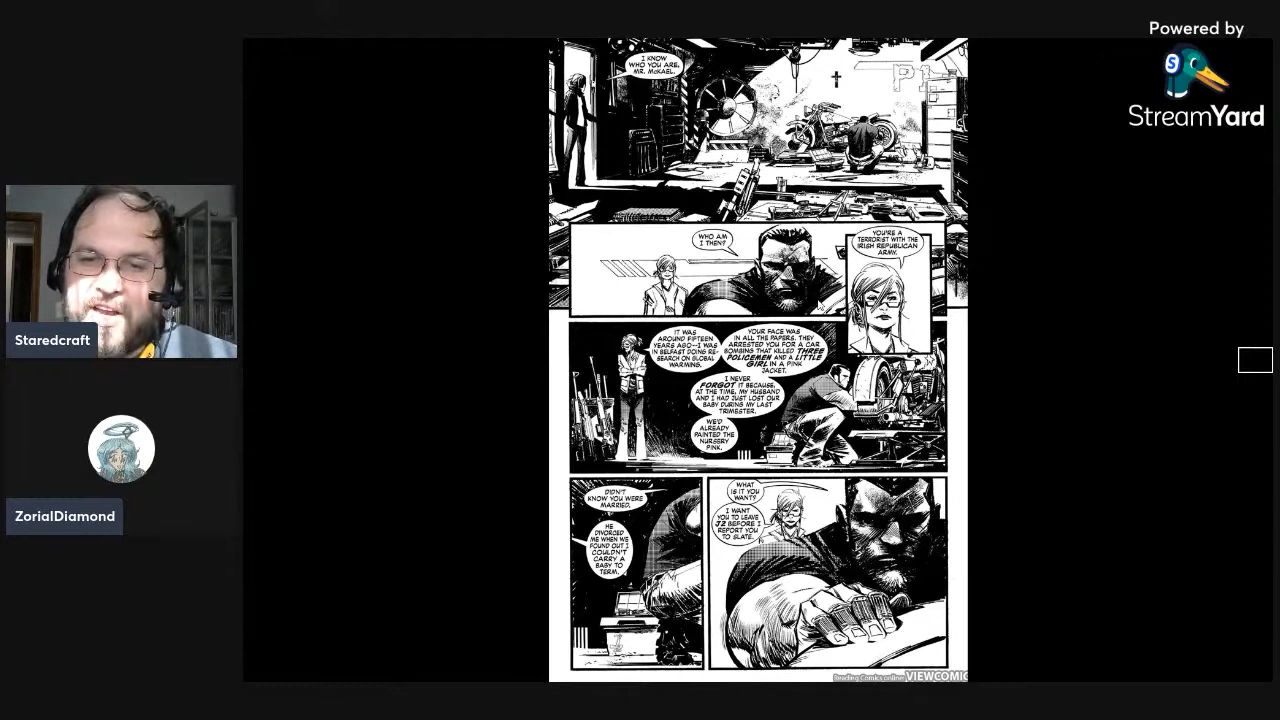 Powered by
StreamYard
Staredcraft
ZorialDiamond
I KNOW
WHO YOU ARE,
MR. McKAEL.
P
WHO AM
I THEN?
YOU'RE A
TERRORIST WITH THE
IRISH REPUBLICAN
ARMY.
IT WAS
AROUND FIFTEEN
YEARS AGO--I WAS
IN BELFAST DOING RE-
SEARCH ON GLOBAL
WARMING.
YOUR FACE WAS
IN ALL THE PAPERS. THEY
ARRESTED YOU FOR A CAR
BOMBING THAT KILLED THREE
POLICEMEN AND A LITTLE
GIRL IN A PINK
JACKET.
I NEVER
FORGOT IT BECAUSE,
AT THE TIME, MY HUSBAND
AND I HAD JUST LOST OUR
BABY DURING MY LAST
TRIMESTER.
WE'D
ALREADY
PAINTED THE
NURSERY
PINK.
DIDN'T
KNOW YOU WERE
MARRIED.
HE
DIVORCED
ME WHEN WE
FOUND OUT I
COULDN'T
CARRY A
BABY TO
TERM.
WHAT
IS IT YOU
WANT?
I WANT
YOU TO LEAVE
J2 BEFORE I
REPORT YOU
TO SLATE.
Reading Comics online VIEWCOMIC